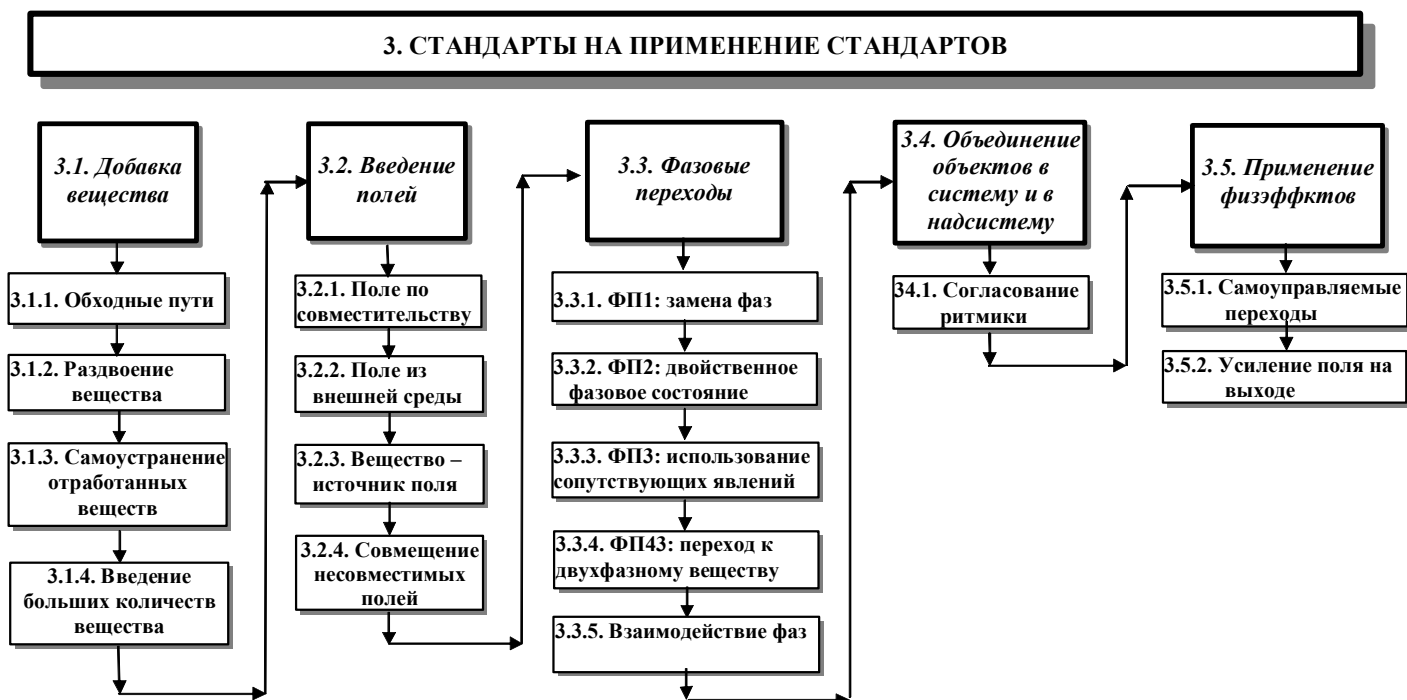 3. СТАНДАРТЫ НА ПРИМЕНЕНИЕ СТАНДАРТОВ
3.1. Добавка
вещества
3.1.1. Обходные пути
3.1.2. Раздвоение
вещества
3.1.3. Самоустранение
отработанных
веществ
3.1.4. Введение
больших количеств
вещества
3.2. Введение
полей
3.2.1. Поле по
совместительству
3.2.2. Поле из
внешней среды
3.2.3. Вещество –
источник поля
3.2.4. Совмещение
несовместимых
полей
3.3. Фазовые
переходы
3.3.1. ФП1: замена фаз
3.3.2. ФП2: двойственное
фазовое состояние
3.3.3. ФП3: использование
сопутствующих явлений
3.3.4. ФП43: переход к
двухфазному веществу
3.3.5. Взаимодействие фаз
3.4. Объединение
объектов в
систему и в
надсистему
34.1. Согласование
ритмики
3.5. Применение
физэффктов
3.5.1. Самоуправляемые
переходы
3.5.2. Усиление поля на
выходе